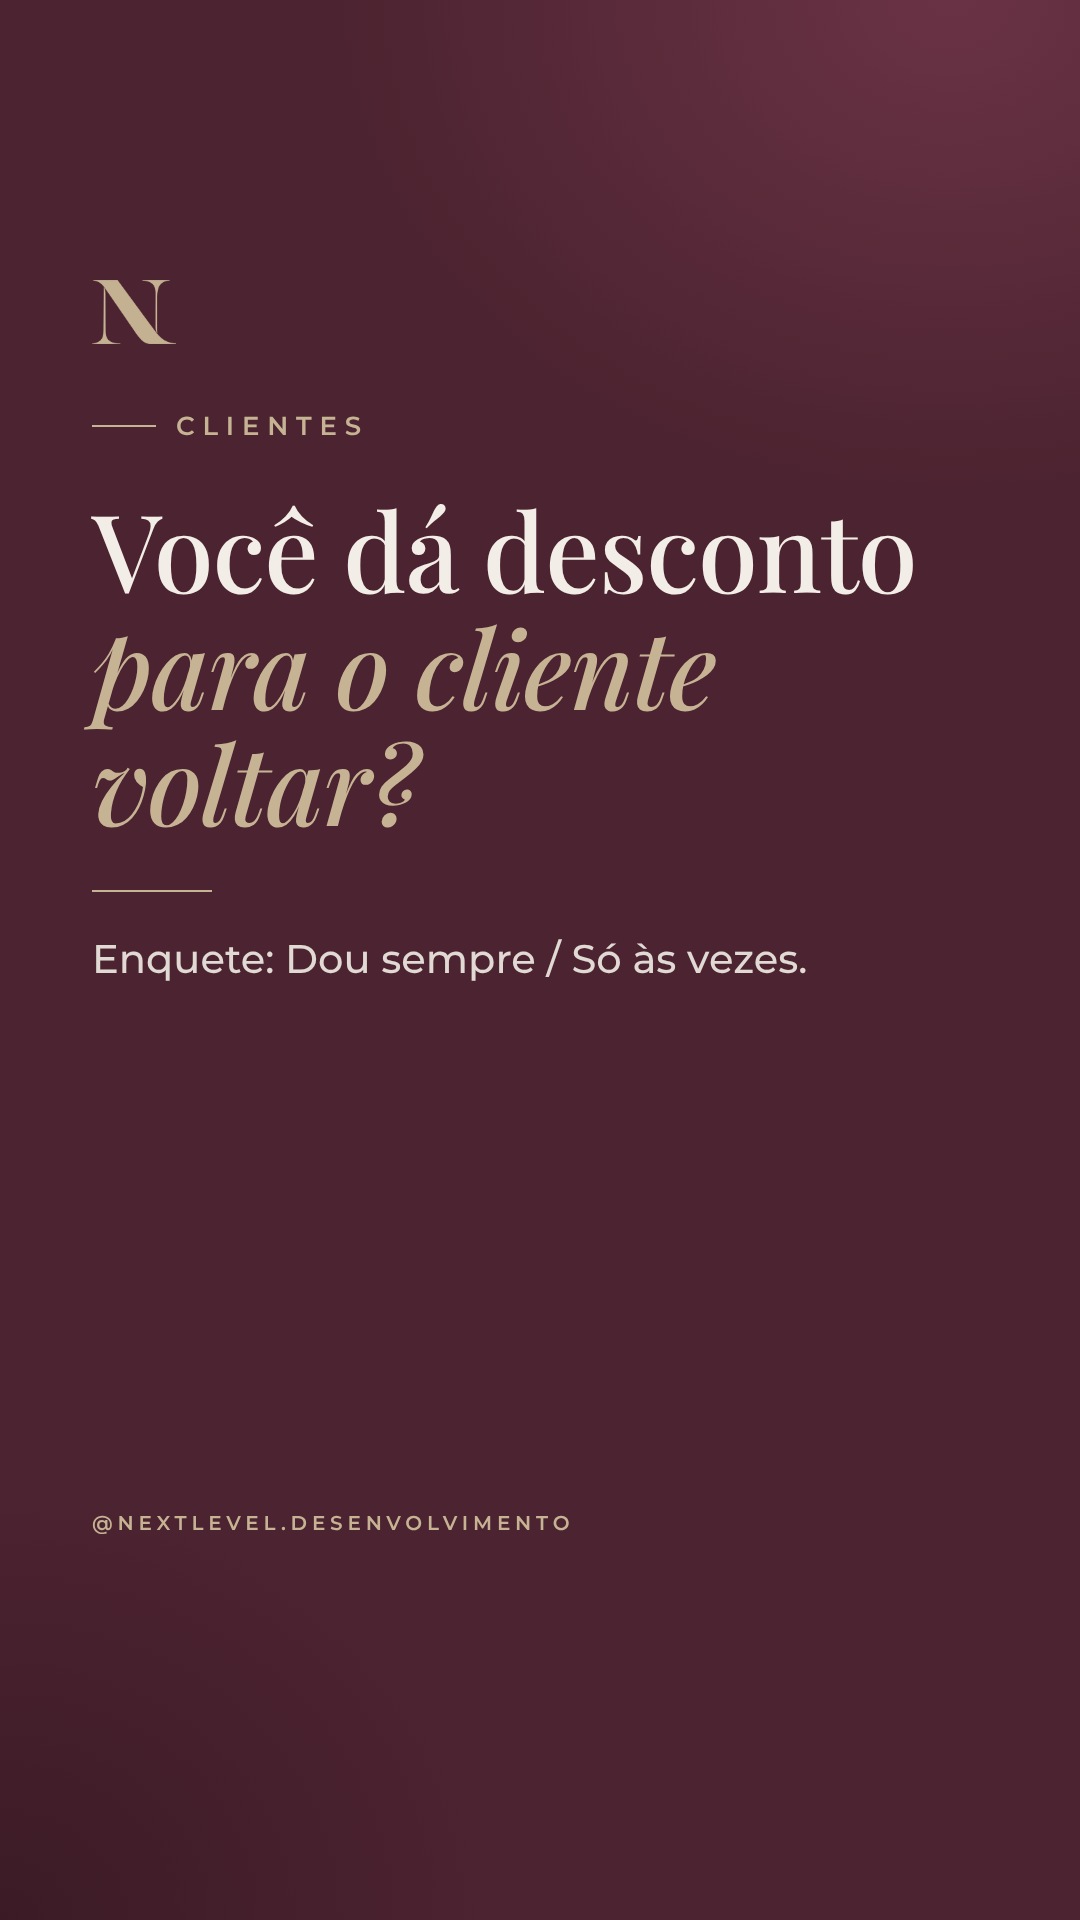 N
CLIENTES
Você dá desconto
para o cliente
voltar?
Enquete: Dou sempre / Só às vezes.
@NEXTLEVEL.DESENVOLVIMENTO